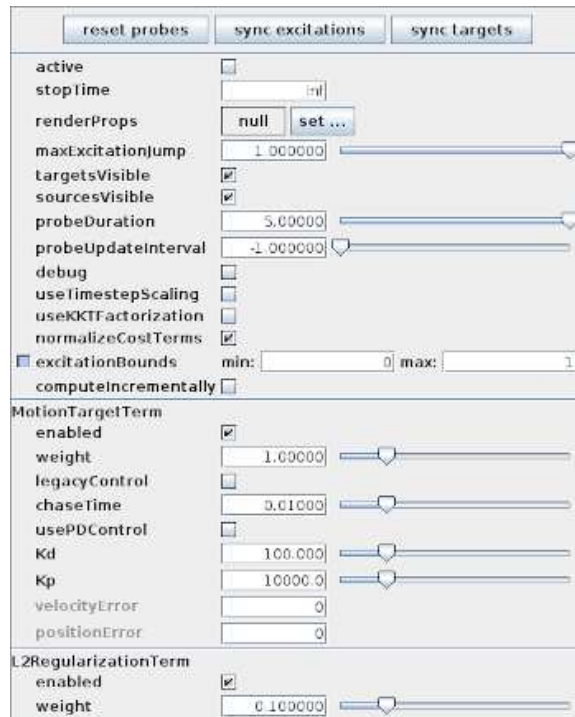 reset probes sync excitations sync targets
active
stopTime inf
renderProps null set ...
maxExcitationJump 1.000000
targetsVisible
sourcesVisible
probeDuration 5.00000
probeUpdateInterval -1.000000
debug
useTimestepScaling
useKKTFactorization
normalizeCostTerms
excitationBounds min: 0 max: 1
computeIncrementally
MotionTargetTerm
enabled
weight 1.00000
legacyControl
chaseTime 0.01000
usePDControl
Kd 100.000
Kp 10000.0
velocityError 0
positionError 0
L2RegularizationTerm
enabled
weight 0.100000